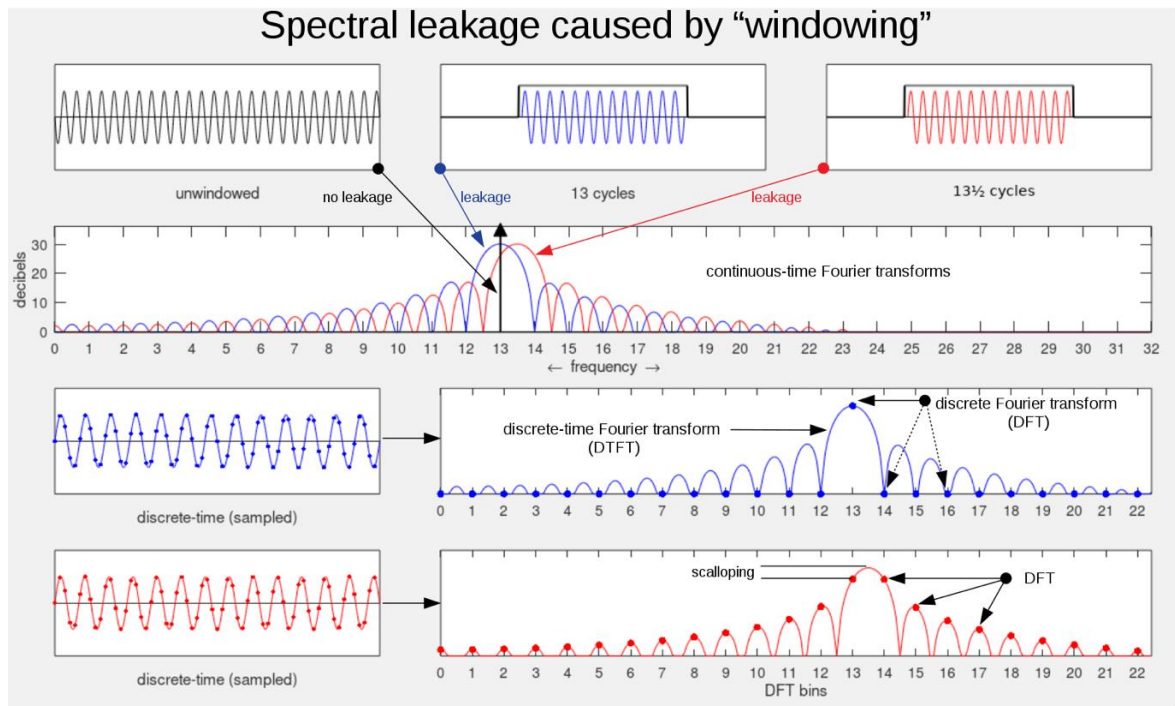 Spectral leakage caused by “windowing”
unwindowed
no leakage
leakage
13 cycles
leakage
13½ cycles
decibels
30
20
10
0
continuous-time Fourier transforms
0 1 2 3 4 5 6 7 8 9 10 11 12 13 14 15 16 17 18 19 20 21 22 23 24 25 26 27 28 29 30 31 32
← frequency →
discrete-time Fourier transform
(DTFT)
discrete Fourier transform
(DFT)
0 1 2 3 4 5 6 7 8 9 10 11 12 13 14 15 16 17 18 19 20 21 22
discrete-time (sampled)
scalloping
DFT
0 1 2 3 4 5 6 7 8 9 10 11 12 13 14 15 16 17 18 19 20 21 22
discrete-time (sampled)
DFT bins